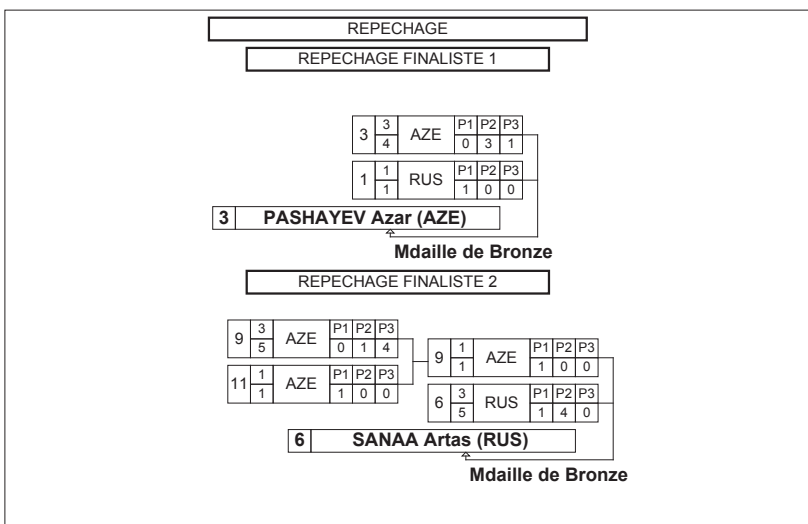 REPECHAGE
REPECHAGE FINALISTE 1
3 3 4 AZE P1 P2 P3 0 3 1
1 1 1 RUS P1 P2 P3 1 0 0
3 PASHAYEV Azar (AZE)
Mdaille de Bronze
REPECHAGE FINALISTE 2
9 3 5 AZE P1 P2 P3 0 1 4
11 1 1 AZE P1 P2 P3 1 0 0
9 1 1 AZE P1 P2 P3 1 0 0
6 3 5 RUS P1 P2 P3 1 4 0
6 SANAA Artas (RUS)
Mdaille de Bronze